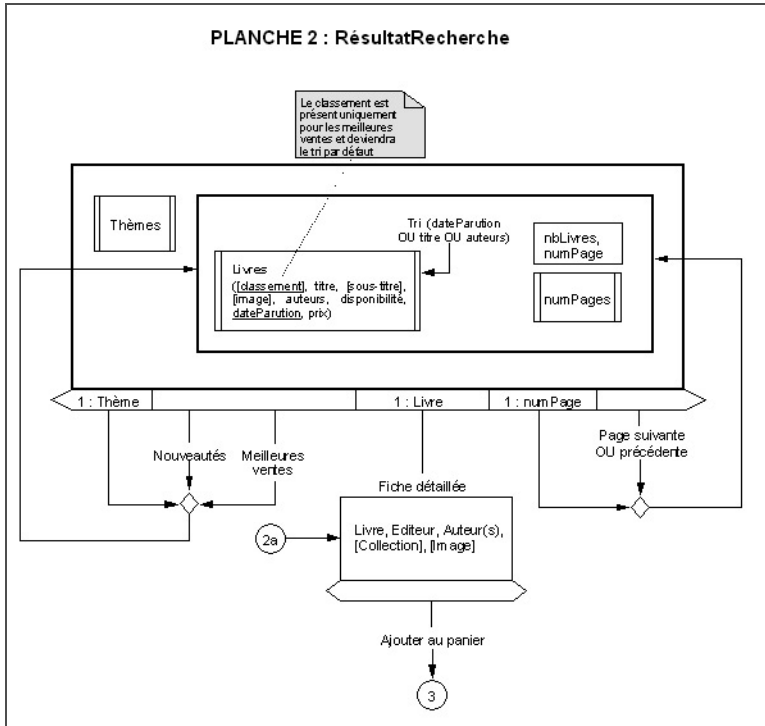 PLANCHE 2 : RésultatRecherche
Le classement est
présent uniquement
pour les meilleures
ventes et deviendra
le tri par défaut
Thèmes
Tri (dateParution
OU titre OU auteurs)
nbLivres,
numPage
Livres
([classement], titre, [sous-titre],
[image], auteurs, disponibilité,
dateParution, prix)
numPages
1 : Thème
1 : Livre
1 : numPage
Nouveautés
Meilleures
ventes
Page suivante
OU précédente
Fiche détaillée
2a
Livre, Editeur, Auteur(s),
[Collection], [Image]
Ajouter au panier
3